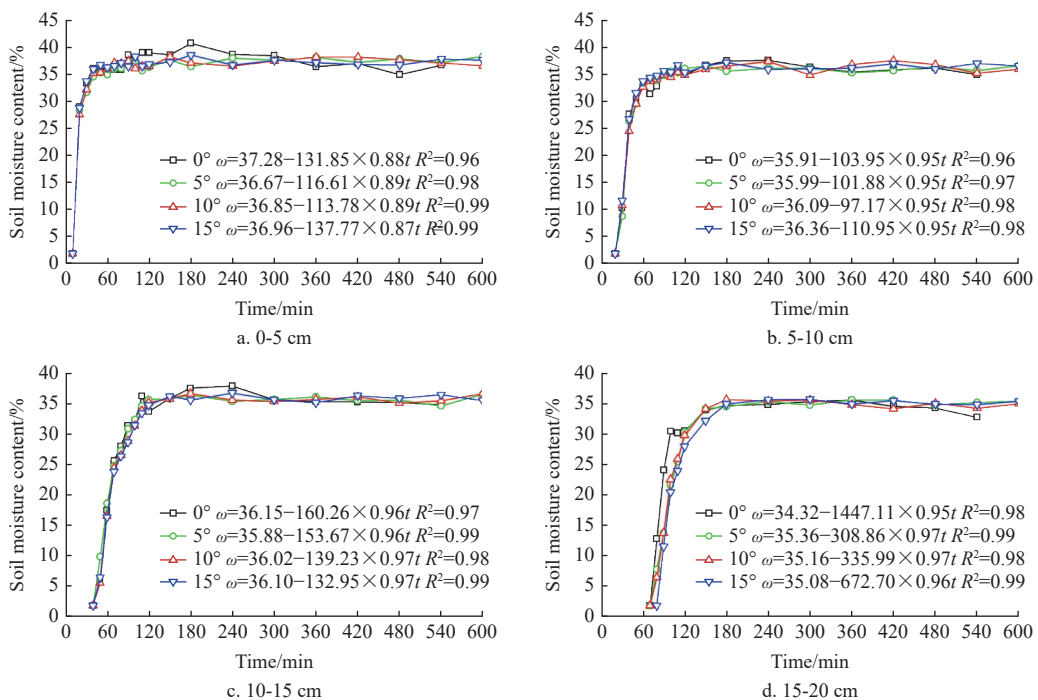 45
40
35
30
25
20
15
10
5
0
Soil moisture content/%
0° ω=37.28−131.85×0.88t R²=0.96
5° ω=36.67−116.61×0.89t R²=0.98
10° ω=36.85−113.78×0.89t R²=0.99
15° ω=36.96−137.77×0.87t R²=0.99
60 120 180 240 300 360 420 480 540 600
Time/min
a. 0-5 cm
45
40
35
30
25
20
15
10
5
0
Soil moisture content/%
0° ω=35.91−103.95×0.95t R²=0.96
5° ω=35.99−101.88×0.95t R²=0.97
10° ω=36.09−97.17×0.95t R²=0.98
15° ω=36.36−110.95×0.95t R²=0.98
0 60 120 180 240 300 360 420 480 540 600
Time/min
b. 5-10 cm
40
35
30
25
20
15
10
5
0
Soil moisture content/%
0° ω=36.15−160.26×0.96t R²=0.97
5° ω=35.88−153.67×0.96t R²=0.99
10° ω=36.02−139.23×0.97t R²=0.98
15° ω=36.10−132.95×0.97t R²=0.99
0 60 120 180 240 300 360 420 480 540 600
Time/min
c. 10-15 cm
40
35
30
25
20
15
10
5
0
Soil moisture content/%
0° ω=34.32−1447.11×0.95t R²=0.98
5° ω=35.36−308.86×0.97t R²=0.99
10° ω=35.16−335.99×0.97t R²=0.98
15° ω=35.08−672.70×0.96t R²=0.99
0 60 120 180 240 300 360 420 480 540 600
Time/min
d. 15-20 cm